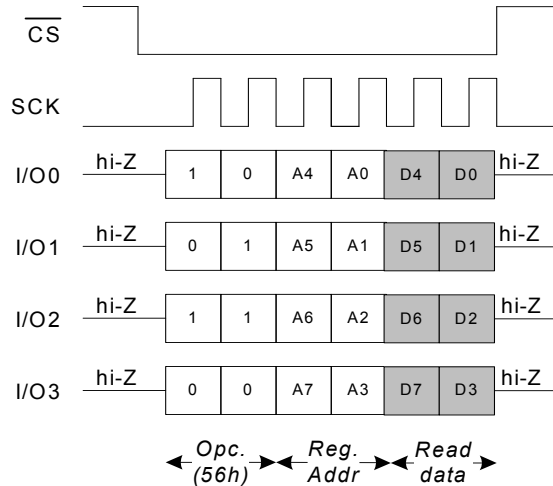 CS
SCK
I/O0 hi-Z 1 0 A4 A0 D4 D0 hi-Z
I/O1 hi-Z 0 1 A5 A1 D5 D1 hi-Z
I/O2 hi-Z 1 1 A6 A2 D6 D2 hi-Z
I/O3 hi-Z 0 0 A7 A3 D7 D3 hi-Z
Opc. Reg. Read
(56h) Addr data